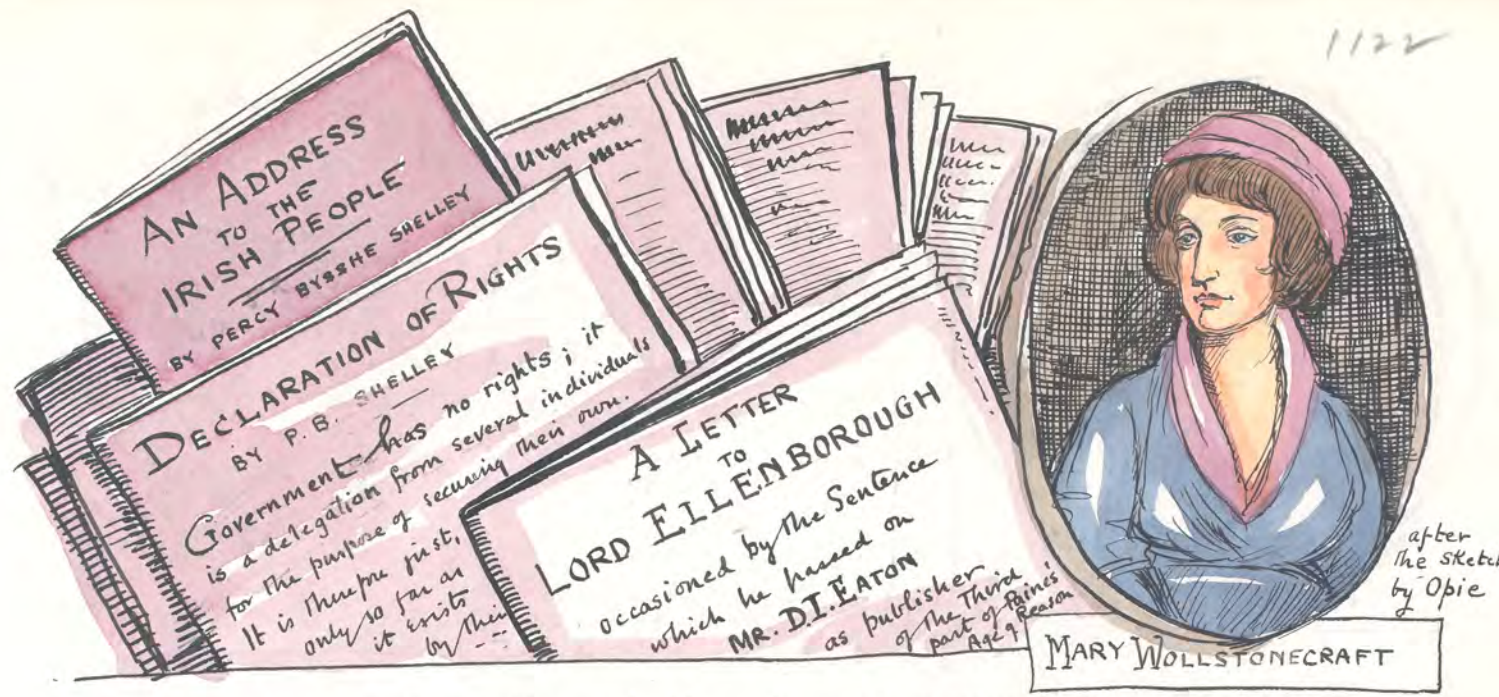 1122
AN ADDRESS
TO THE
IRISH PEOPLE
BY PERCY BYSSHE SHELLEY
DECLARATION OF RIGHTS
BY P.B. SHELLEY
Government has no rights; it
is a delegation from several individuals
for the purpose of securing their own.
It is therefore just,
only so far as
it exists
by their
A LETTER
TO
LORD ELLENBOROUGH
occasioned by the Sentence
which he passed on
MR. D.I. EATON
as publisher
of the Third
part of Paine's
Age of Reason
after
the sketch
by Opie
MARY WOLLSTONECRAFT